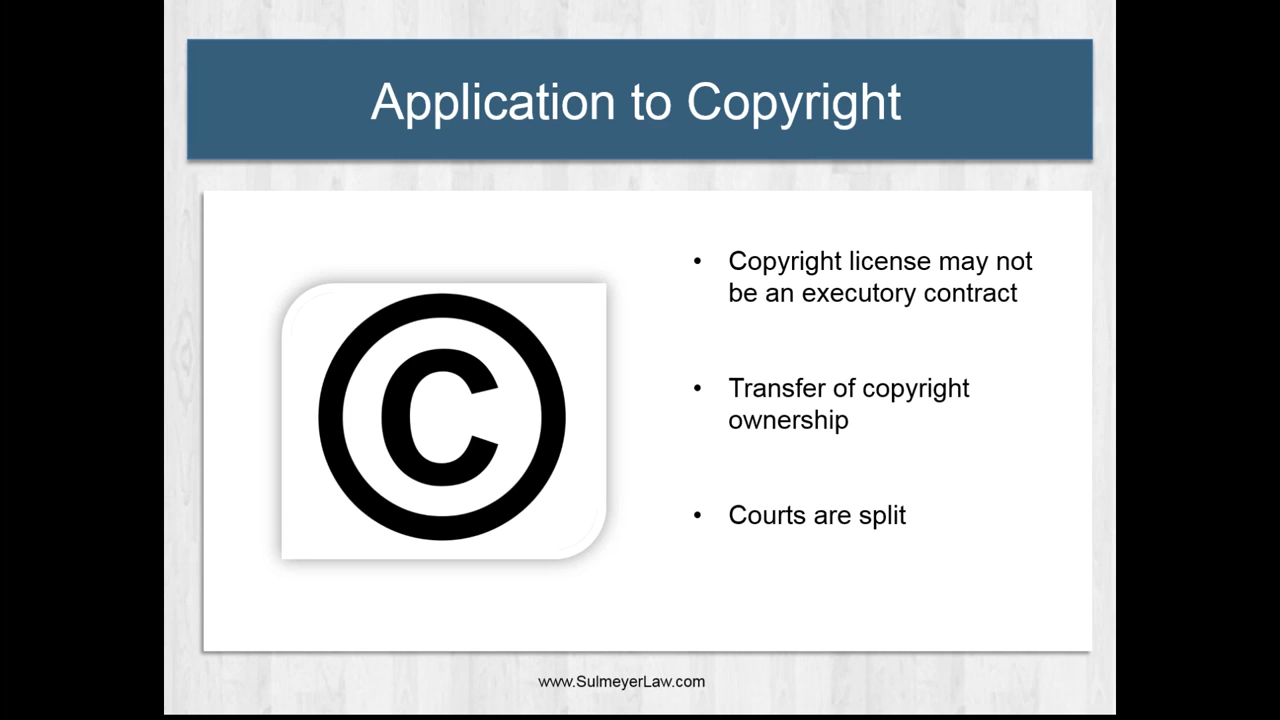 Application to Copyright
©
• Copyright license may not
be an executory contract
• Transfer of copyright
ownership
• Courts are split
www.SulmeyerLaw.com